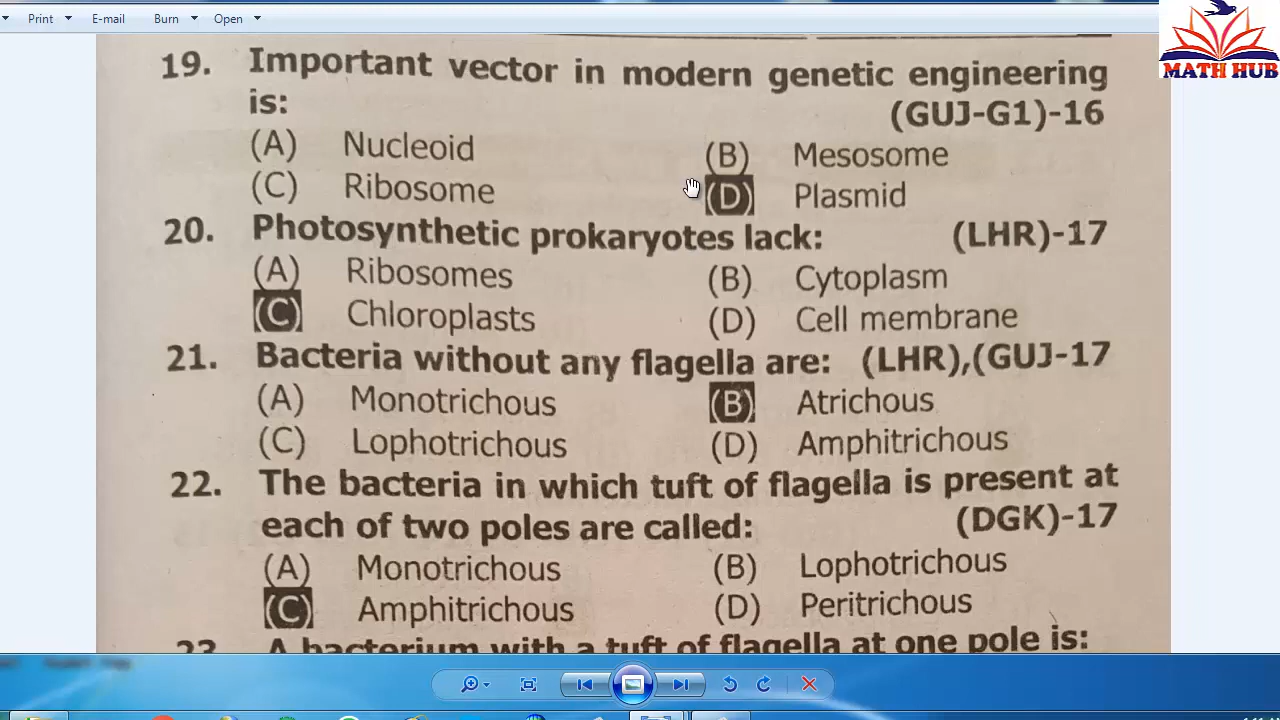 Print E-mail Burn Open
MATH HUB
19. Important vector in modern genetic engineering
is: (GUJ-G1)-16
(A) Nucleoid (B) Mesosome
(C) Ribosome (D) Plasmid
20. Photosynthetic prokaryotes lack: (LHR)-17
(A) Ribosomes (B) Cytoplasm
(C) Chloroplasts (D) Cell membrane
21. Bacteria without any flagella are: (LHR),(GUJ-17
(A) Monotrichous (B) Atrichous
(C) Lophotrichous (D) Amphitrichous
22. The bacteria in which tuft of flagella is present at
each of two poles are called: (DGK)-17
(A) Monotrichous (B) Lophotrichous
(C) Amphitrichous (D) Peritrichous
23. A bacterium with a tuft of flagella at one pole is: